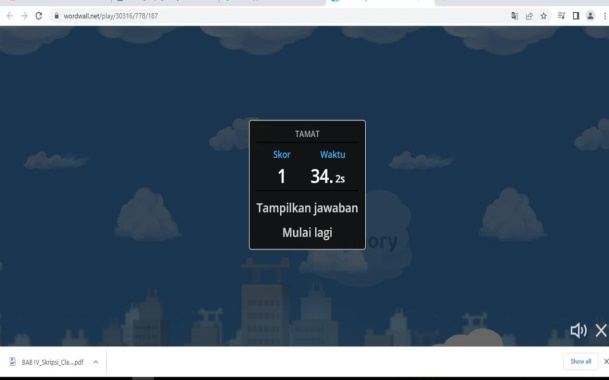 wordwall.net/play/30316/778/187
TAMAT
Skor Waktu
1 34.2s
Tampilkan jawaban
Mulai lagi
ory
BAB IV_Skripsi_Cla....pdf
Show all